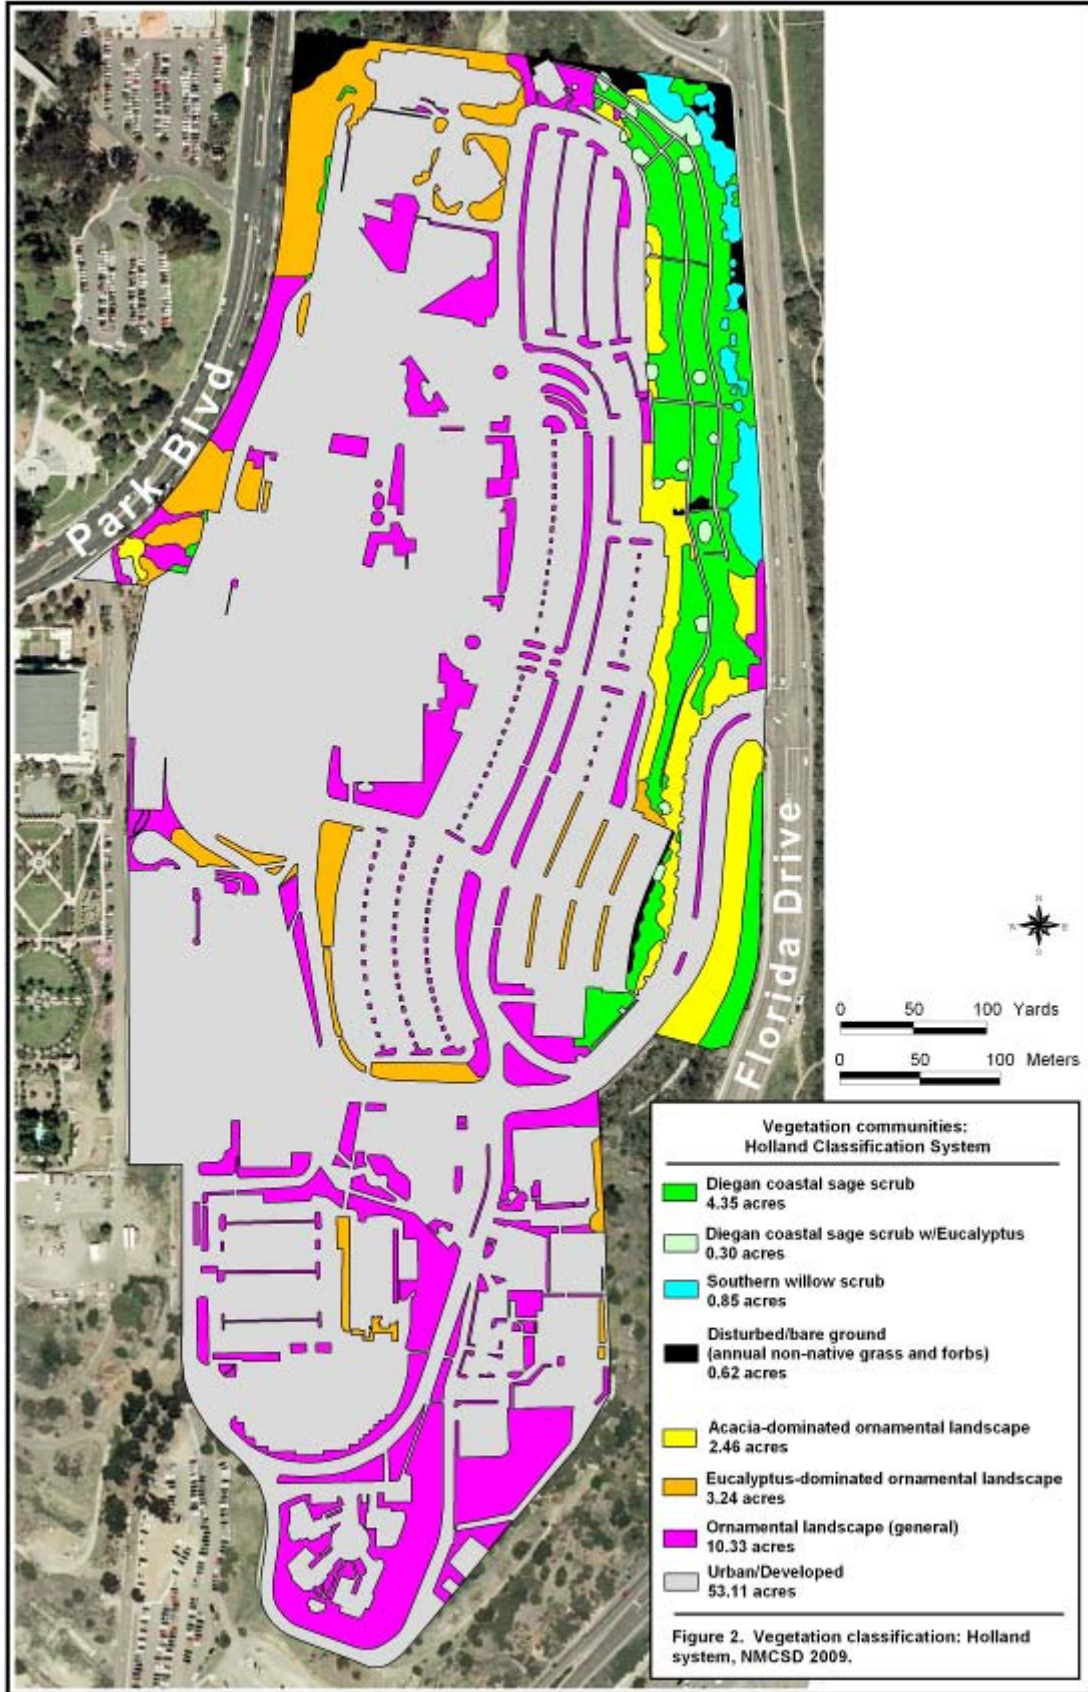 Park Blvd
Florida Drive
N
W
E
S
0 50 100 Yards
0 50 100 Meters
Vegetation communities:
Holland Classification System
Diegan coastal sage scrub
4.35 acres
Diegan coastal sage scrub w/Eucalyptus
0.30 acres
Southern willow scrub
0.85 acres
Disturbed/bare ground
(annual non-native grass and forbs)
0.62 acres
Acacia-dominated ornamental landscape
2.46 acres
Eucalyptus-dominated ornamental landscape
3.24 acres
Ornamental landscape (general)
10.33 acres
Urban/Developed
53.11 acres
Figure 2. Vegetation classification: Holland
system, NMCSD 2009.